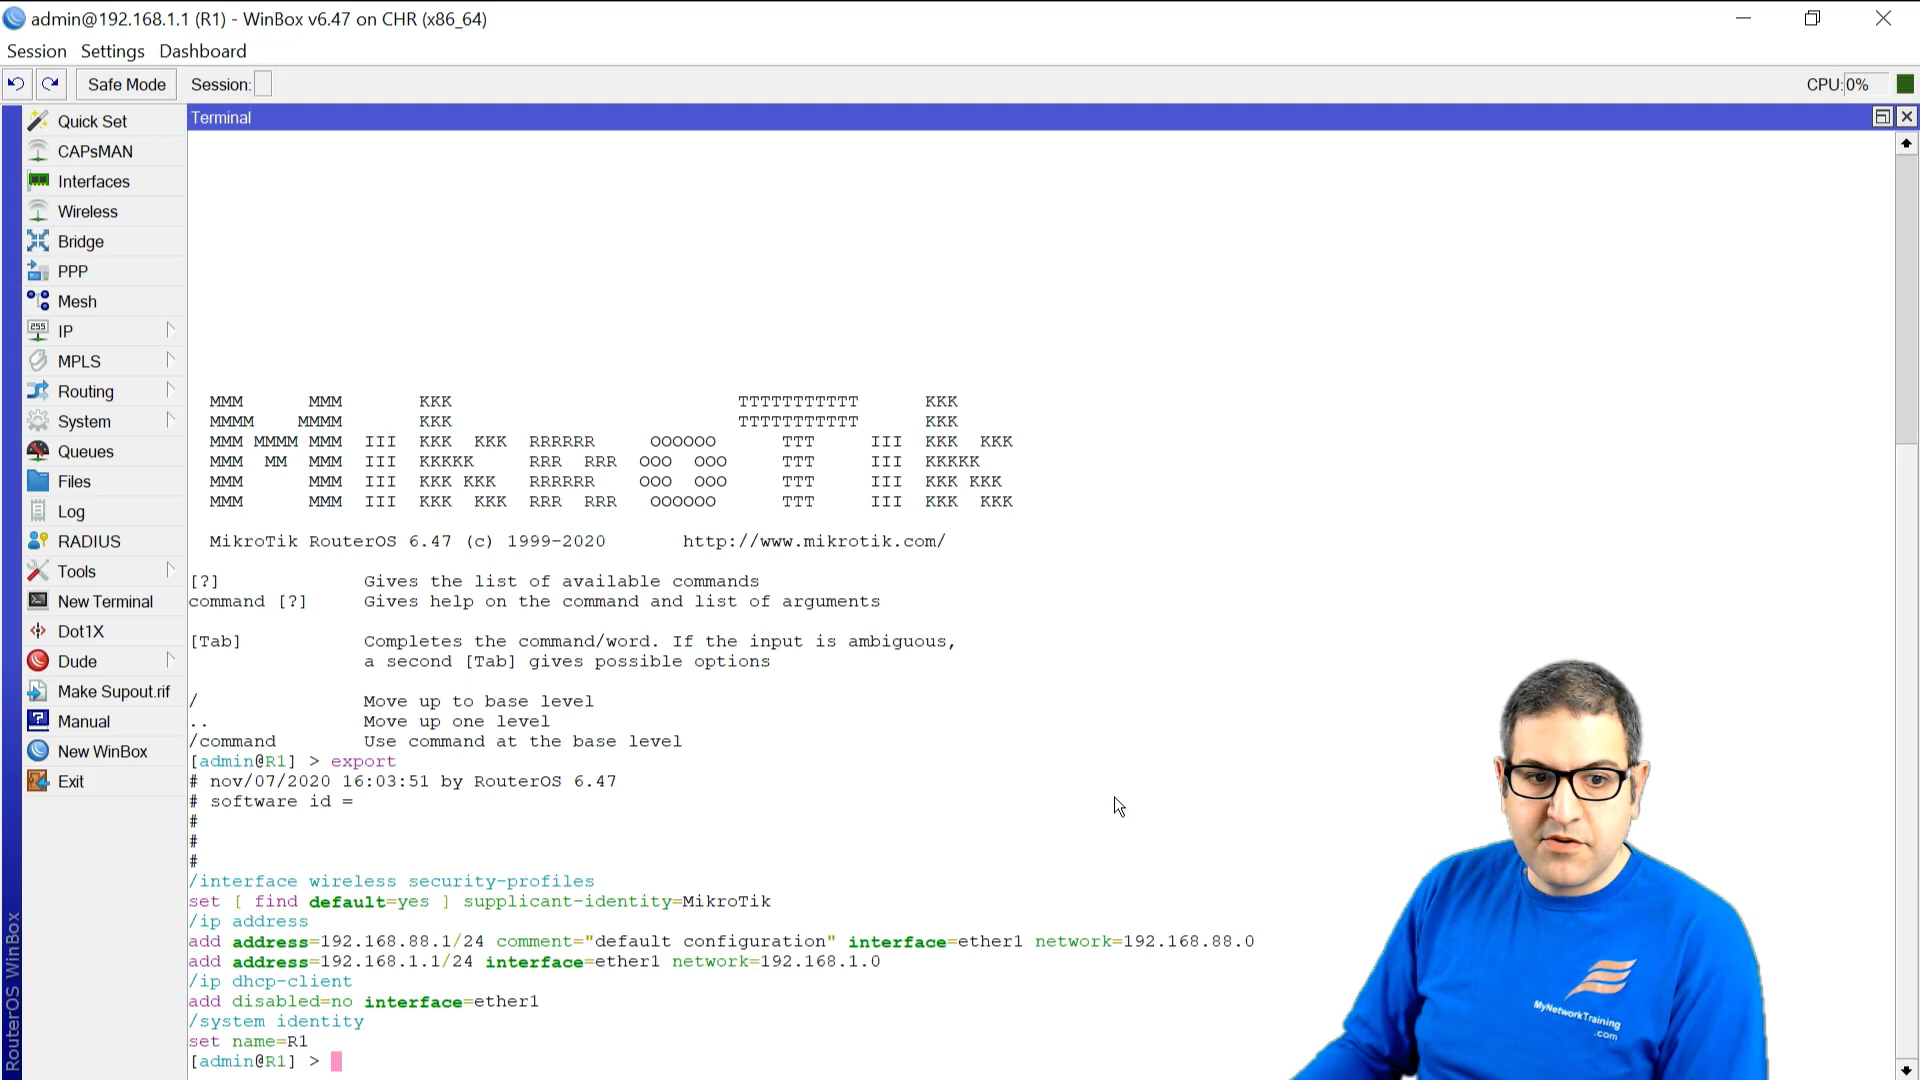 admin@192.168.1.1 (R1) - WinBox v6.47 on CHR (x86_64)
Session Settings Dashboard
Safe Mode Session: CPU:0%
Terminal
Quick Set
CAPsMAN
Interfaces
Wireless
Bridge
PPP
Mesh
IP
MPLS
Routing
System
Queues
Files
Log
RADIUS
Tools
New Terminal
Dot1X
Dude
Make Supout.rif
Manual
New WinBox
Exit
RouterOS WinBox
MMM      MMM       KKK                          TTTTTTTTTTT      KKK
MMMM    MMMM       KKK                          TTTTTTTTTTT      KKK
MMM MMMM MMM  III  KKK  KKK  RRRRRR     OOOOOO      TTT     III  KKK  KKK
MMM  MM  MMM  III  KKKKK     RRR  RRR  OOO  OOO     TTT     III  KKKKK
MMM      MMM  III  KKK KKK   RRRRRR    OOO  OOO     TTT     III  KKK KKK
MMM      MMM  III  KKK  KKK  RRR  RRR   OOOOOO      TTT     III  KKK  KKK
MikroTik RouterOS 6.47 (c) 1999-2020       http://www.mikrotik.com/
[?]             Gives the list of available commands
command [?]     Gives help on the command and list of arguments
[Tab]           Completes the command/word. If the input is ambiguous,
a second [Tab] gives possible options
/               Move up to base level
..              Move up one level
/command        Use command at the base level
[admin@R1] > export
# nov/07/2020 16:03:51 by RouterOS 6.47
# software id =
#
#
#
/interface wireless security-profiles
set [ find default=yes ] supplicant-identity=MikroTik
/ip address
add address=192.168.88.1/24 comment="default configuration" interface=ether1 network=192.168.88.0
add address=192.168.1.1/24 interface=ether1 network=192.168.1.0
/ip dhcp-client
add disabled=no interface=ether1
/system identity
set name=R1
[admin@R1] >
MyNetworkTraining
.com